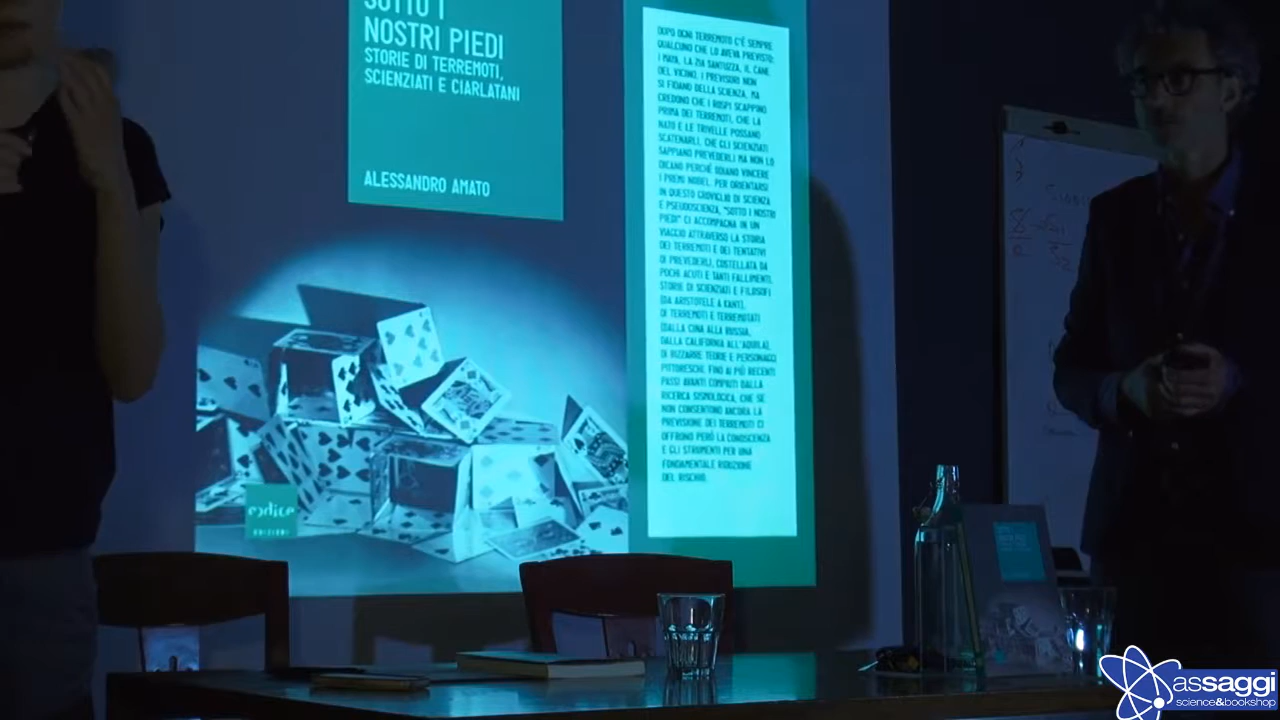 SOTTO I
NOSTRI PIEDI
STORIE DI TERREMOTI,
SCIENZIATI E CIARLATANI
ALESSANDRO AMATO
codice
EDIZIONI
DOPO OGNI TERREMOTO C'È SEMPRE
QUALCUNO CHE LO AVEVA PREVISTO:
I MAYA, LA ZIA SANTUZZA, IL CANE
DEL VICINO. I PREVISORI NON
SI FIDANO DELLA SCIENZA, MA
CREDONO CHE I ROSPI SCAPPINO
PRIMA DEI TERREMOTI, CHE LA
NATO E LE TRIVELLE POSSANO
SCATENARLI, CHE GLI SCIENZIATI
SAPPIANO PREVEDERLI MA NON LO
DICANO PERCHÉ VOGLIONO VINCERE
I PREMI NOBEL. PER ORIENTARSI
IN QUESTO GROVIGLIO DI SCIENZA
E PSEUDOSCIENZA, "SOTTO I NOSTRI
PIEDI" CI ACCOMPAGNA IN UN
VIAGGIO ATTRAVERSO LA STORIA
DEI TERREMOTI E DEI TENTATIVI
DI PREVEDERLI, COSTELLATA DA
POCHI ACUTI E TANTI FALLIMENTI.
STORIE DI SCIENZIATI E FILOSOFI
(DA ARISTOTELE A KANT),
DI TERREMOTI E TERREMOTATI
(DALLA CINA ALLA RUSSIA,
DALLA CALIFORNIA ALL'AQUILA),
DI BIZZARRE TEORIE E PERSONAGGI
PITTORESCHI, FINO AI PIÙ RECENTI
PASSI AVANTI COMPIUTI DALLA
RICERCA SISMOLOGICA, CHE SE
NON CONSENTONO ANCORA LA
PREVISIONE DEI TERREMOTI CI
OFFRONO PERÒ LA CONOSCENZA
E GLI STRUMENTI PER UNA
FONDAMENTALE RIDUZIONE
DEL RISCHIO.
assaggi
science&bookshop